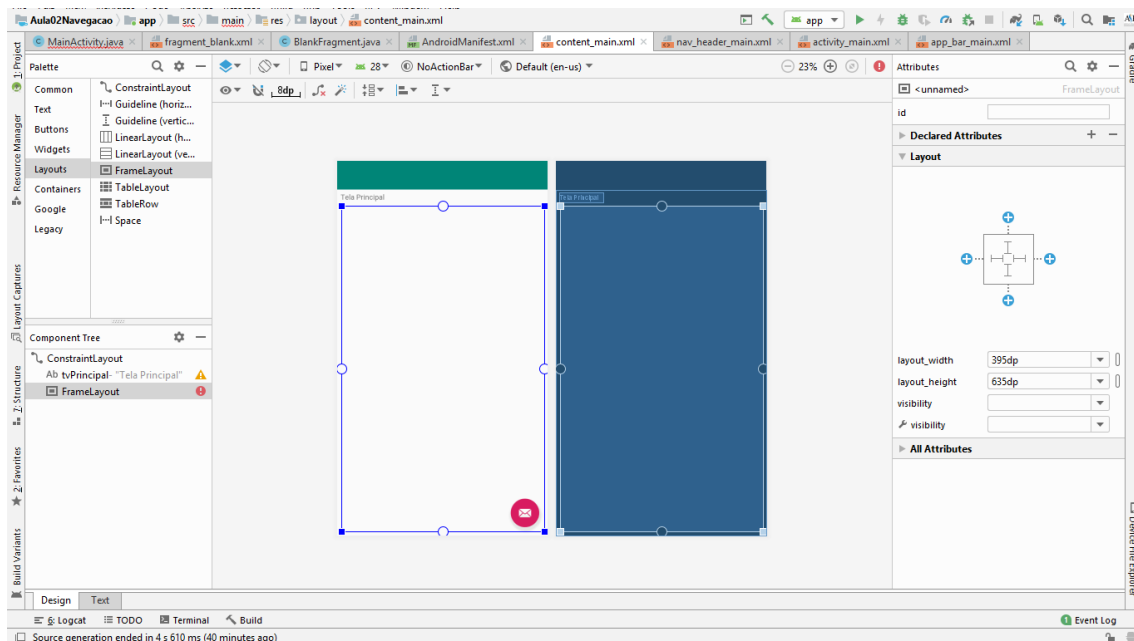 Aula02Navegacao app src main res layout content_main.xml app
MainActivity.java fragment_blank.xml BlankFragment.java AndroidManifest.xml content_main.xml nav_header_main.xml activity_main.xml app_bar_main.xml
1: Project
Resource Manager
Layout Captures
7: Structure
2: Favorites
Build Variants
Palette
Common
Text
Buttons
Widgets
Layouts
Containers
Google
Legacy
ConstraintLayout
Guideline (horiz...
Guideline (vertic...
LinearLayout (h...
LinearLayout (ve...
FrameLayout
TableLayout
TableRow
Space
Component Tree
ConstraintLayout
Ab tvPrincipal- "Tela Principal"
FrameLayout
Pixel 28 NoActionBar Default (en-us) 23%
8dp
Tela Principal
Tela Principal
Attributes
<unnamed> FrameLayout
id
Declared Attributes
Layout
layout_width 395dp
layout_height 635dp
visibility
visibility
All Attributes
Gradle
Device File Explorer
Design Text
6: Logcat TODO Terminal Build 1 Event Log
Source generation ended in 4 s 610 ms (40 minutes ago)